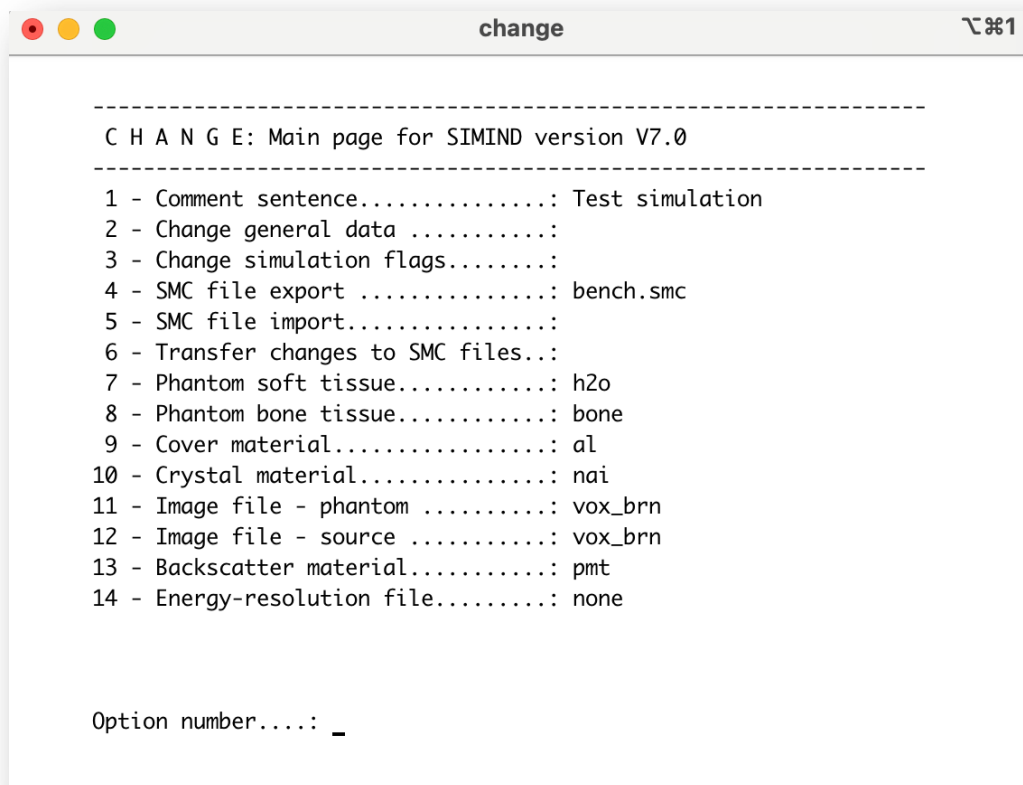 change
⌥⌘1
------------------------------------------------------------------
C H A N G E: Main page for SIMIND version V7.0
------------------------------------------------------------------
1 - Comment sentence...............: Test simulation
2 - Change general data ...........:
3 - Change simulation flags........:
4 - SMC file export ...............: bench.smc
5 - SMC file import................:
6 - Transfer changes to SMC files..:
7 - Phantom soft tissue............: h2o
8 - Phantom bone tissue............: bone
9 - Cover material.................: al
10 - Crystal material...............: nai
11 - Image file - phantom ..........: vox_brn
12 - Image file - source ...........: vox_brn
13 - Backscatter material...........: pmt
14 - Energy-resolution file.........: none
Option number....: _